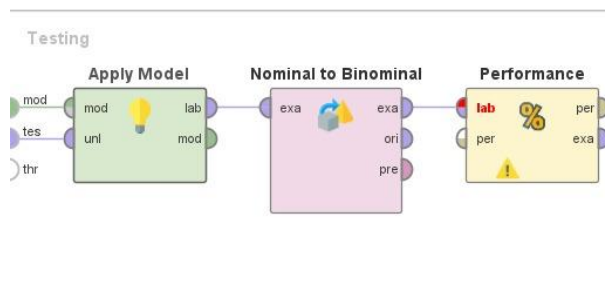 Testing
Apply Model
Nominal to Binominal
Performance
mod
tes
thr
mod
unl
lab
mod
exa
exa
ori
pre
lab
per
%
per
exa